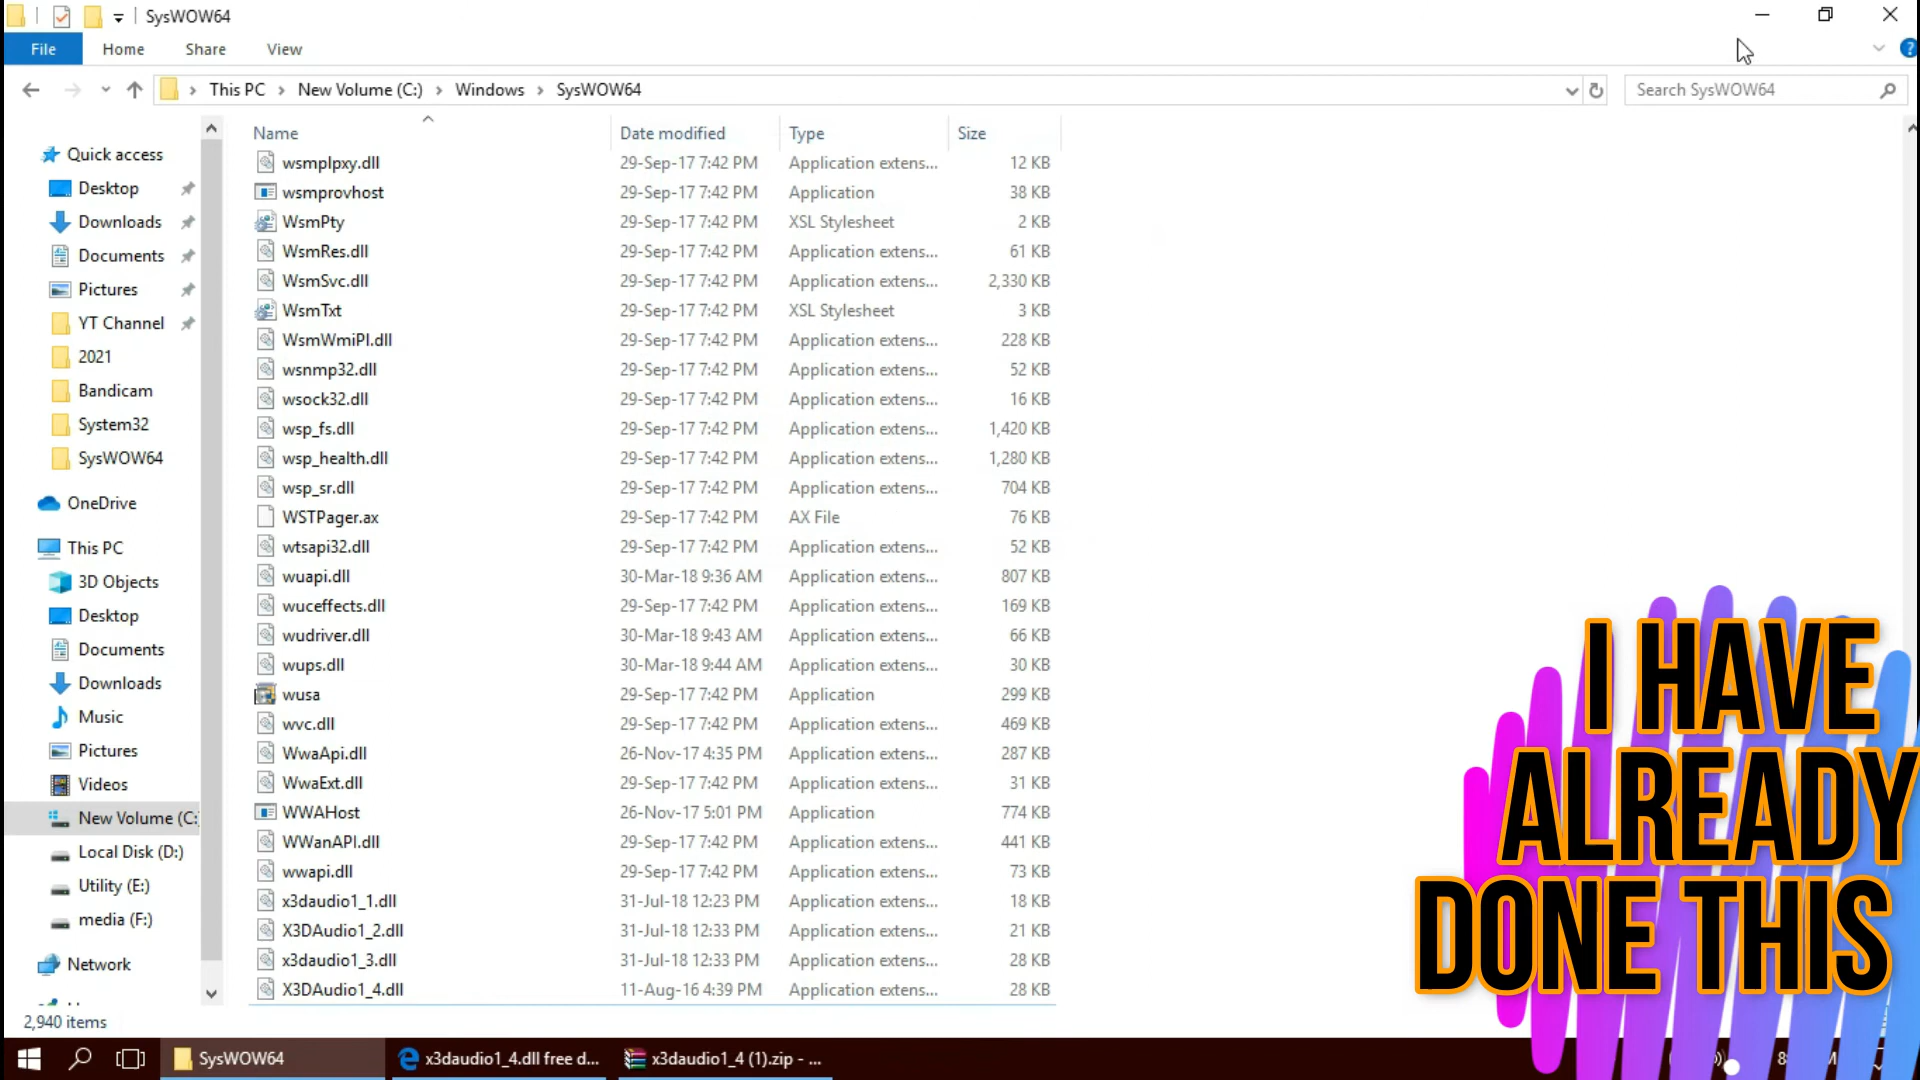 SysWOW64
File Home Share View
This PC > New Volume (C:) > Windows > SysWOW64
Search SysWOW64
Name Date modified Type Size
wsmplpxy.dll 29-Sep-17 7:42 PM Application extens... 12 KB
wsmprovhost 29-Sep-17 7:42 PM Application 38 KB
WsmPty 29-Sep-17 7:42 PM XSL Stylesheet 2 KB
WsmRes.dll 29-Sep-17 7:42 PM Application extens... 61 KB
WsmSvc.dll 29-Sep-17 7:42 PM Application extens... 2,330 KB
WsmTxt 29-Sep-17 7:42 PM XSL Stylesheet 3 KB
WsmWmiPl.dll 29-Sep-17 7:42 PM Application extens... 228 KB
wsnmp32.dll 29-Sep-17 7:42 PM Application extens... 52 KB
wsock32.dll 29-Sep-17 7:42 PM Application extens... 16 KB
wsp_fs.dll 29-Sep-17 7:42 PM Application extens... 1,420 KB
wsp_health.dll 29-Sep-17 7:42 PM Application extens... 1,280 KB
wsp_sr.dll 29-Sep-17 7:42 PM Application extens... 704 KB
WSTPager.ax 29-Sep-17 7:42 PM AX File 76 KB
wtsapi32.dll 29-Sep-17 7:42 PM Application extens... 52 KB
wuapi.dll 30-Mar-18 9:36 AM Application extens... 807 KB
wuceffects.dll 29-Sep-17 7:42 PM Application extens... 169 KB
wudriver.dll 30-Mar-18 9:43 AM Application extens... 66 KB
wups.dll 30-Mar-18 9:44 AM Application extens... 30 KB
wusa 29-Sep-17 7:42 PM Application 299 KB
wvc.dll 29-Sep-17 7:42 PM Application extens... 469 KB
WwaApi.dll 26-Nov-17 4:35 PM Application extens... 287 KB
WwaExt.dll 29-Sep-17 7:42 PM Application extens... 31 KB
WWAHost 26-Nov-17 5:01 PM Application 774 KB
WWanAPI.dll 29-Sep-17 7:42 PM Application extens... 441 KB
wwapi.dll 29-Sep-17 7:42 PM Application extens... 73 KB
x3daudio1_1.dll 31-Jul-18 12:23 PM Application extens... 18 KB
X3DAudio1_2.dll 31-Jul-18 12:33 PM Application extens... 21 KB
x3daudio1_3.dll 31-Jul-18 12:33 PM Application extens... 28 KB
X3DAudio1_4.dll 11-Aug-16 4:39 PM Application extens... 28 KB
Quick access
Desktop
Downloads
Documents
Pictures
YT Channel
2021
Bandicam
System32
SysWOW64
OneDrive
This PC
3D Objects
Desktop
Documents
Downloads
Music
Pictures
Videos
New Volume (C:
Local Disk (D:)
Utility (E:)
media (F:)
Network
2,940 items
I HAVE
ALREADY
DONE THIS
SysWOW64
x3daudio1_4.dll free d...
x3daudio1_4 (1).zip - ...